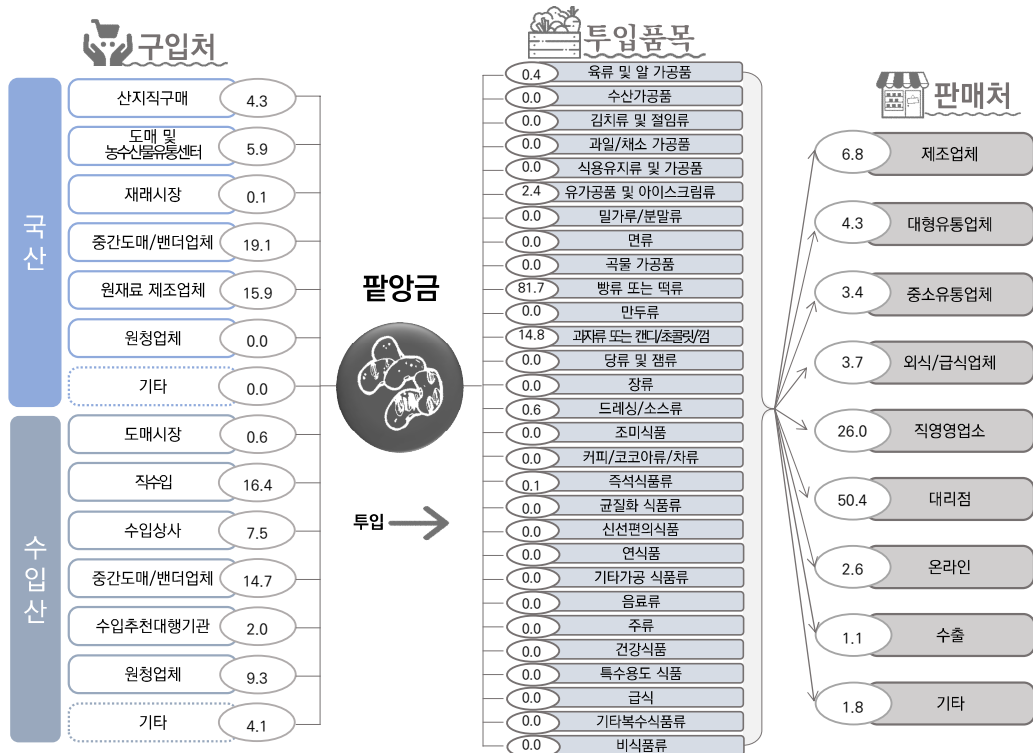 구입처
국산
산지직구매 4.3
도매 및
농수산물유통센터 5.9
재래시장 0.1
중간도매/밴더업체 19.1
원재료 제조업체 15.9
원청업체 0.0
기타 0.0
수입산
도매시장 0.6
직수입 16.4
수입상사 7.5
중간도매/밴더업체 14.7
수입추천대행기관 2.0
원청업체 9.3
기타 4.1
팥앙금
투입
투입품목
0.4 육류 및 알 가공품
0.0 수산가공품
0.0 김치류 및 절임류
0.0 과일/채소 가공품
0.0 식용유지류 및 가공품
2.4 유가공품 및 아이스크림류
0.0 밀가루/분말류
0.0 면류
0.0 곡물 가공품
81.7 빵류 또는 떡류
0.0 만두류
14.8 과자류 또는 캔디/초콜릿/껌
0.0 당류 및 잼류
0.0 장류
0.6 드레싱/소스류
0.0 조미식품
0.0 커피/코코아류/차류
0.1 즉석식품류
0.0 균질화 식품류
0.0 신선편의식품
0.0 연식품
0.0 기타가공 식품류
0.0 음료류
0.0 주류
0.0 건강식품
0.0 특수용도 식품
0.0 급식
0.0 기타복수식품류
0.0 비식품류
판매처
6.8 제조업체
4.3 대형유통업체
3.4 중소유통업체
3.7 외식/급식업체
26.0 직영영업소
50.4 대리점
2.6 온라인
1.1 수출
1.8 기타